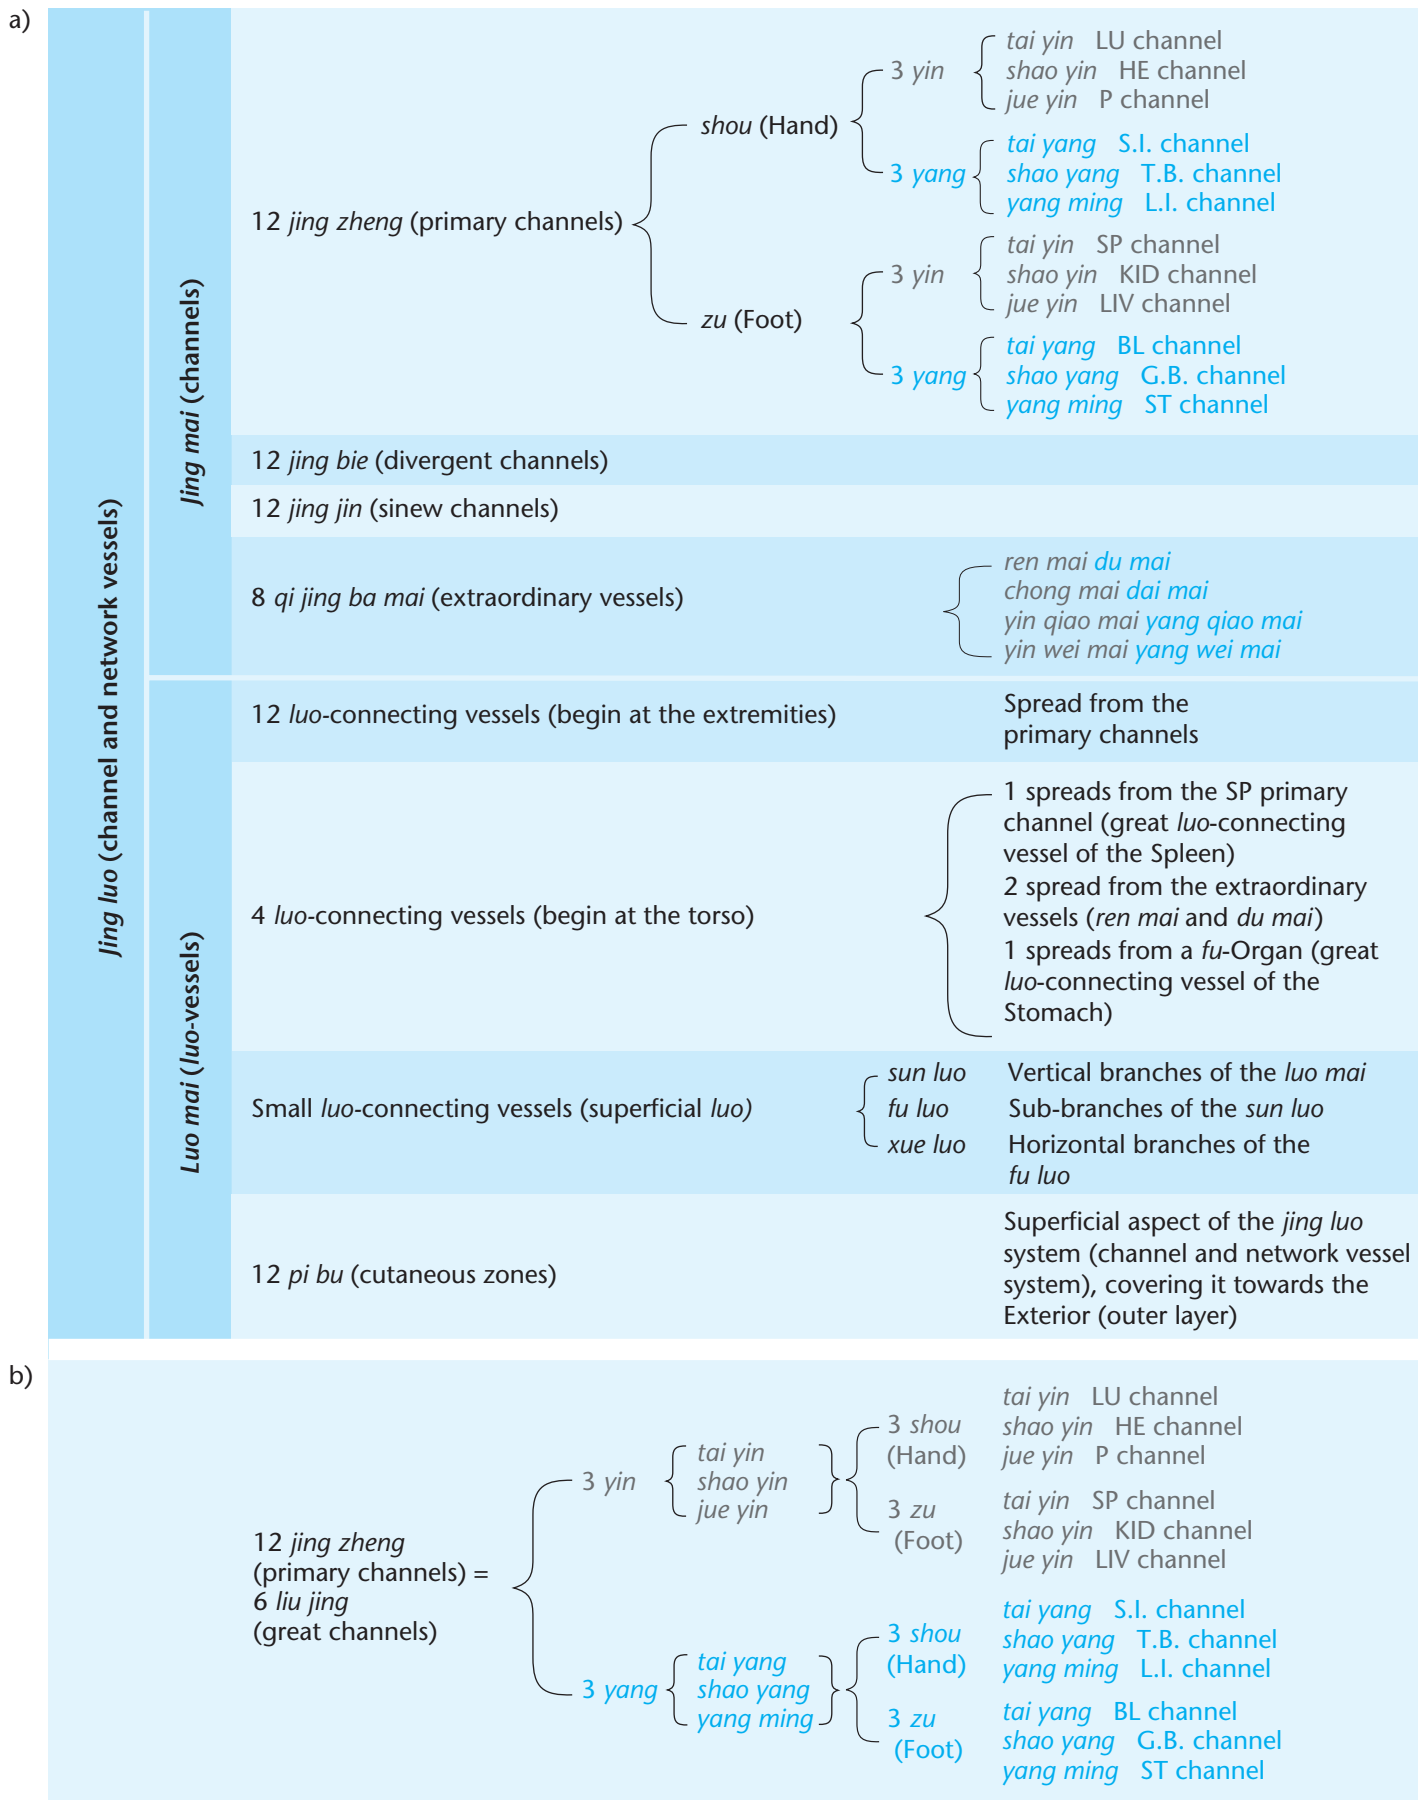 a)
Jing luo (channel and network vessels)
Jing mai (channels)
12 jing zheng (primary channels)
shou (Hand)
3 yin
tai yin LU channel
shao yin HE channel
jue yin P channel
3 yang
tai yang S.I. channel
shao yang T.B. channel
yang ming L.I. channel
zu (Foot)
3 yin
tai yin SP channel
shao yin KID channel
jue yin LIV channel
3 yang
tai yang BL channel
shao yang G.B. channel
yang ming ST channel
12 jing bie (divergent channels)
12 jing jin (sinew channels)
8 qi jing ba mai (extraordinary vessels)
ren mai du mai
chong mai dai mai
yin qiao mai yang qiao mai
yin wei mai yang wei mai
Luo mai (luo-vessels)
12 luo-connecting vessels (begin at the extremities)
Spread from the
primary channels
4 luo-connecting vessels (begin at the torso)
1 spreads from the SP primary
channel (great luo-connecting
vessel of the Spleen)
2 spread from the extraordinary
vessels (ren mai and du mai)
1 spreads from a fu-Organ (great
luo-connecting vessel of the
Stomach)
Small luo-connecting vessels (superficial luo)
sun luo Vertical branches of the luo mai
fu luo Sub-branches of the sun luo
xue luo Horizontal branches of the
fu luo
12 pi bu (cutaneous zones)
Superficial aspect of the jing luo
system (channel and network vessel
system), covering it towards the
Exterior (outer layer)
b)
12 jing zheng
(primary channels) =
6 liu jing
(great channels)
3 yin
tai yin
shao yin
jue yin
3 shou
(Hand)
tai yin LU channel
shao yin HE channel
jue yin P channel
3 zu
(Foot)
tai yin SP channel
shao yin KID channel
jue yin LIV channel
3 yang
tai yang
shao yang
yang ming
3 shou
(Hand)
tai yang S.I. channel
shao yang T.B. channel
yang ming L.I. channel
3 zu
(Foot)
tai yang BL channel
shao yang G.B. channel
yang ming ST channel